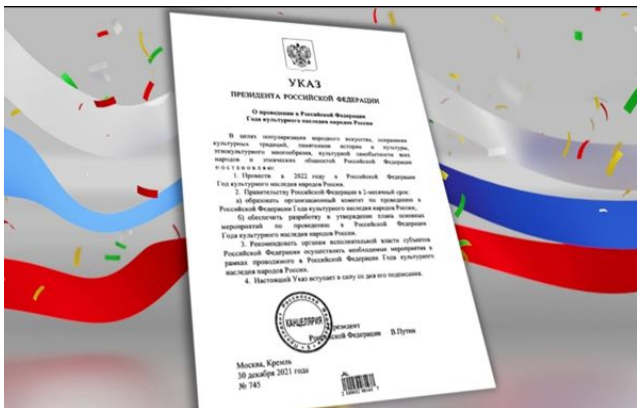 УКАЗ
ПРЕЗИДЕНТА РОССИЙСКОЙ ФЕДЕРАЦИИ
О проведении в Российской Федерации
Года культурного наследия народов России
В целях популяризации народного искусства, сохранения
культурных традиций, памятников истории и культуры,
этнокультурного многообразия, культурной самобытности всех
народов и этнических общностей Российской Федерации
постановляю:
1. Провести в 2022 году в Российской Федерации
Год культурного наследия народов России.
2. Правительству Российской Федерации в 2-месячный срок:
а) образовать организационный комитет по проведению в
Российской Федерации Года культурного наследия народов России;
б) обеспечить разработку и утверждение плана основных
мероприятий по проведению в Российской Федерации
Года культурного наследия народов России.
3. Рекомендовать органам исполнительной власти субъектов
Российской Федерации осуществлять необходимые мероприятия в
рамках проводимого в Российской Федерации Года культурного
наследия народов России.
4. Настоящий Указ вступает в силу со дня его подписания.
КАНЦЕЛЯРИЯ
Президент
Российской Федерации В.Путин
Москва, Кремль
30 декабря 2021 года
№ 745